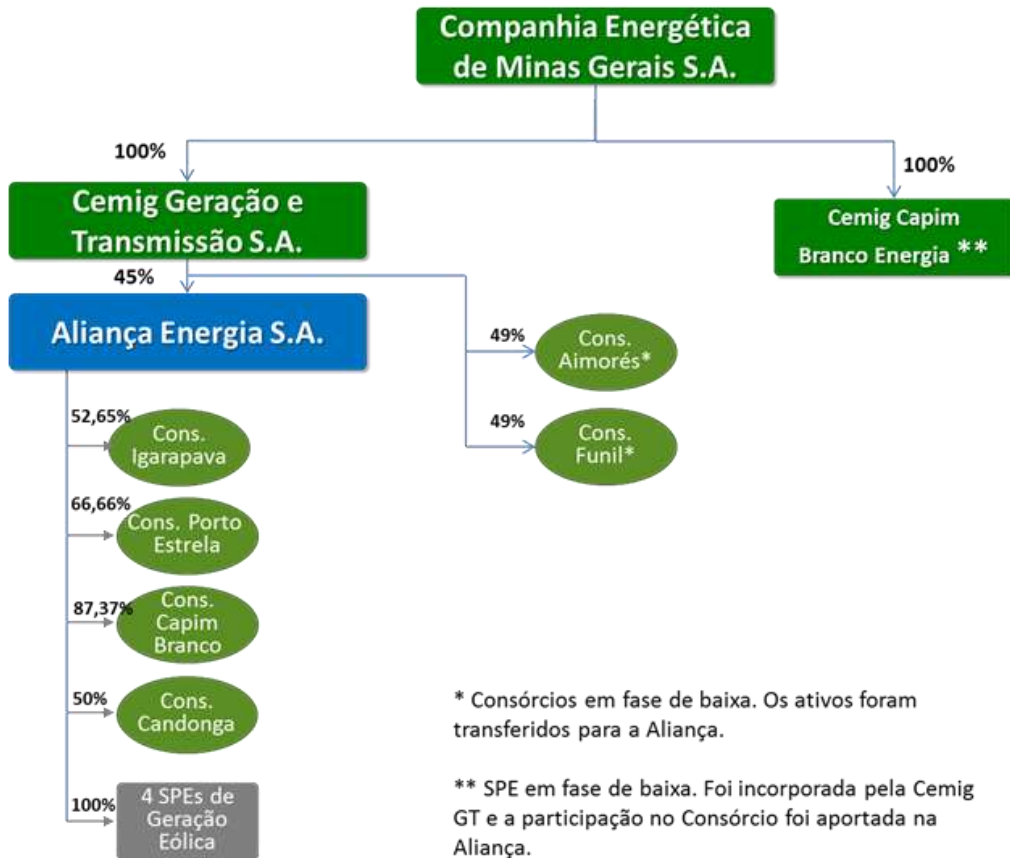 Companhia Energética
de Minas Gerais S.A.
100%
100%
Cemig Geração e
Transmissão S.A.
Cemig Capim
Branco Energia **
45%
Aliança Energia S.A.
49%
Cons.
Aimorés*
49%
Cons.
Funil*
52,65%
Cons.
Igarapava
66,66%
Cons. Porto
Estrela
87,37%
Cons.
Capim
Branco
50%
Cons.
Candonga
100%
4 SPEs de
Geração
Eólica
* Consórcios em fase de baixa. Os ativos foram
transferidos para a Aliança.
** SPE em fase de baixa. Foi incorporada pela Cemig
GT e a participação no Consórcio foi aportada na
Aliança.